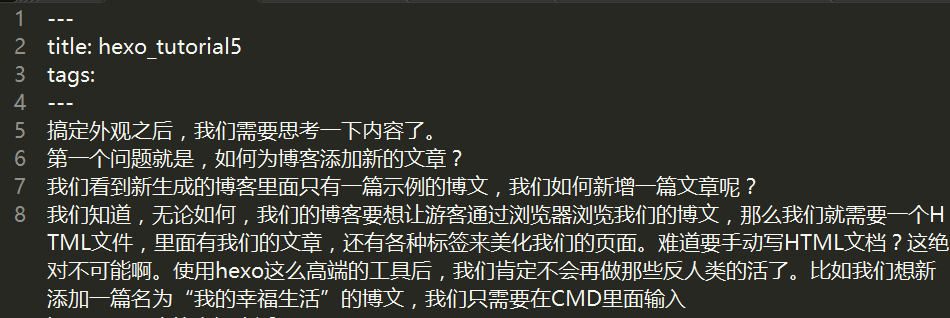 1 ---
2 title: hexo_tutorial5
3 tags:
4 ---
5 搞定外观之后，我们需要思考一下内容了。
6 第一个问题就是，如何为博客添加新的文章？
7 我们看到新生成的博客里面只有一篇示例的博文，我们如何新增一篇文章呢？
8 我们知道，无论如何，我们的博客要想让游客通过浏览器浏览我们的博文，那么我们就需要一个H
TML文件，里面有我们的文章，还有各种标签来美化我们的页面。难道要手动写HTML文档？这绝
对不可能啊。使用hexo这么高端的工具后，我们肯定不会再做那些反人类的活了。比如我们想新
添加一篇名为“我的幸福生活”的博文，我们只需要在CMD里面输入